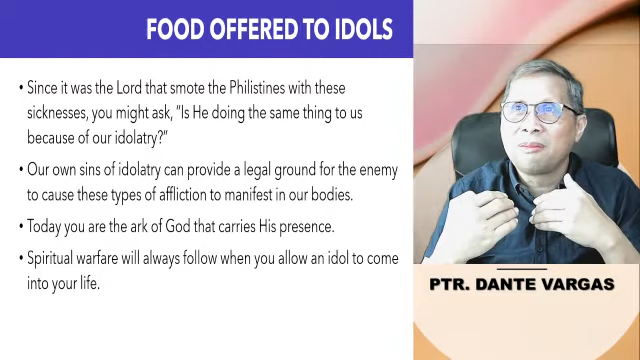 FOOD OFFERED TO IDOLS
• Since it was the Lord that smote the Philistines with these
sicknesses, you might ask, “Is He doing the same thing to us
because of our idolatry?”
• Our own sins of idolatry can provide a legal ground for the enemy
to cause these types of affliction to manifest in our bodies.
• Today you are the ark of God that carries His presence.
• Spiritual warfare will always follow when you allow an idol to come
into your life.
PTR. DANTE VARGAS